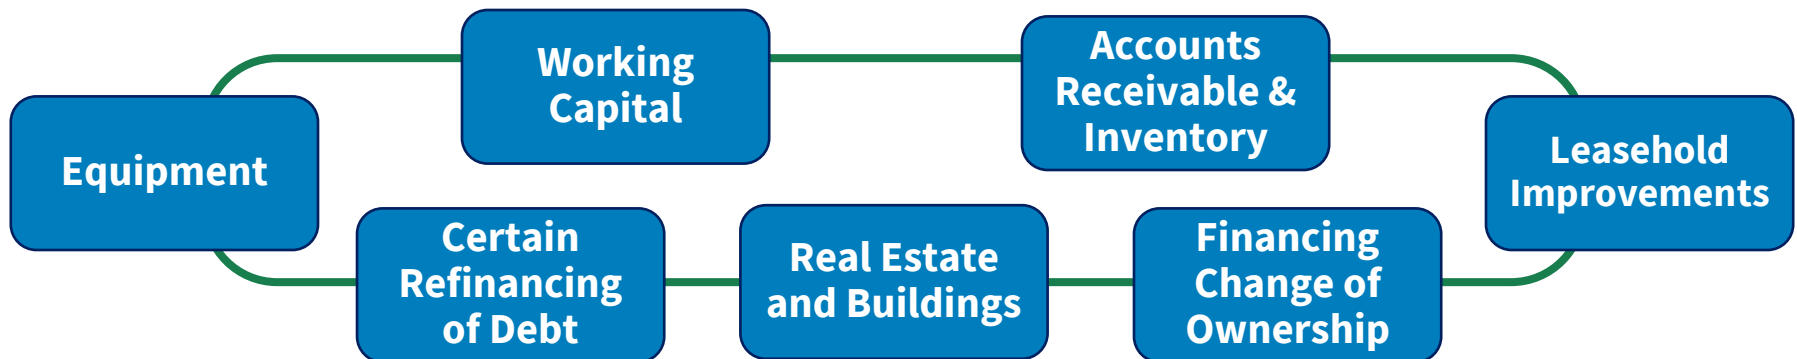 Working
Capital
Accounts
Receivable &
Inventory
Equipment
Leasehold
Improvements
Certain
Refinancing
of Debt
Real Estate
and Buildings
Financing
Change of
Ownership